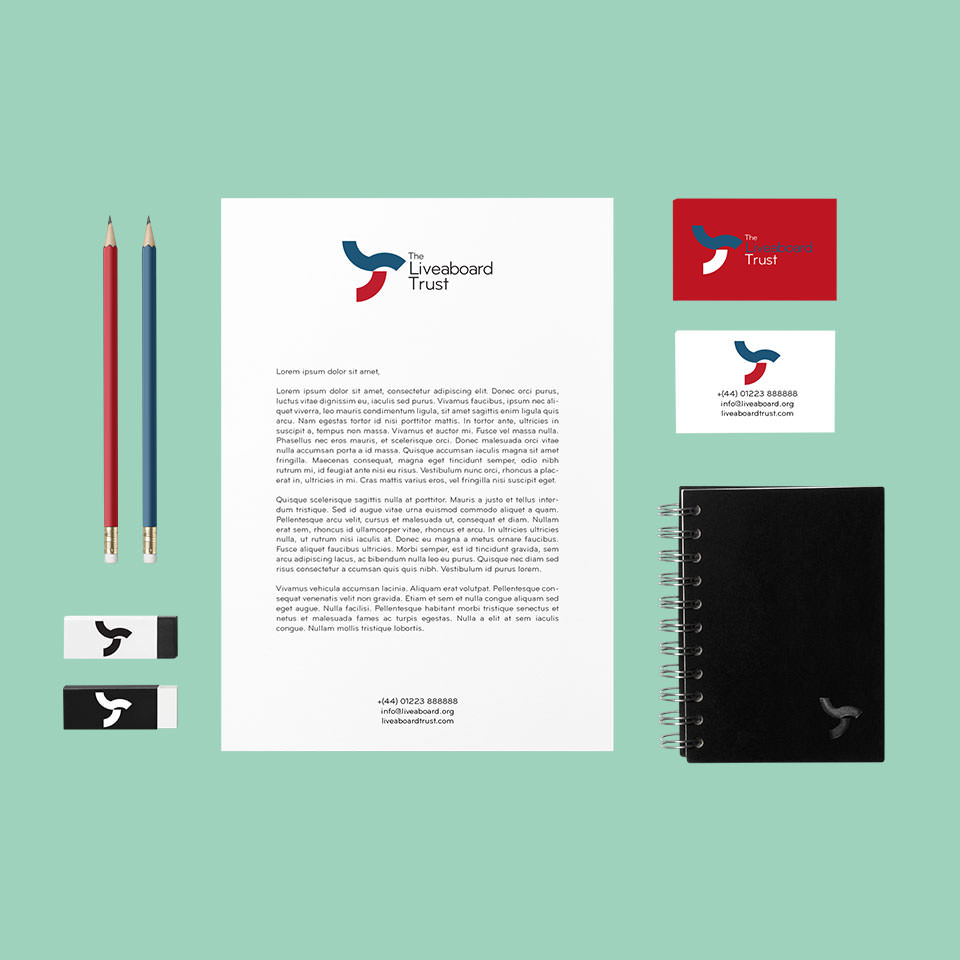 The
Liveaboard
Trust
Lorem ipsum dolor sit amet,
Lorem ipsum dolor sit amet, consectetur adipiscing elit. Donec orci purus,
luctus vitae dignissim eu, iaculis sed purus. Vivamus faucibus, ipsum nec ali-
quet viverra, leo mauris condimentum ligula, sit amet sagittis enim ligula quis
arcu. Nam egestas tortor id nisi porttitor mattis. In tortor ante, ultricies in
suscipit a, tempus non massa. Vivamus et auctor mi. Fusce vel massa nulla.
Phasellus nec eros mauris, et scelerisque orci. Donec malesuada orci vitae
nulla accumsan porta a id massa. Quisque accumsan iaculis magna sit amet
fringilla. Maecenas consequat, magna eget tincidunt semper, odio nibh
rutrum mi, id feugiat ante nisi eu risus. Vestibulum nunc orci, rhoncus a plac-
erat in, ultricies in mi. Cras mattis varius eros, vel fringilla nisi suscipit eget.
Quisque scelerisque sagittis nulla at porttitor. Mauris a justo et tellus inter-
dum tristique. Sed id augue vitae urna euismod commodo aliquet a quam.
Pellentesque arcu velit, cursus et malesuada ut, consequat et diam. Nullam
erat sem, rhoncus id ullamcorper vitae, rhoncus et arcu. In ultricies ultricies
nulla, ut rutrum nisi iaculis at. Donec eu magna a metus ornare faucibus.
Fusce aliquet faucibus ultricies. Morbi semper, est id tincidunt gravida, sem
arcu adipiscing lacus, ac bibendum nulla leo eu purus. Quisque nec diam sed
risus consectetur a ccumsan quis quis nibh. Vestibulum id purus lorem.
Vivamus vehicula accumsan lacinia. Aliquam erat volutpat. Pellentesque con-
sequat venenatis velit non gravida. Etiam et sem et nulla congue aliquam sed
eget augue. Nulla facilisi. Pellentesque habitant morbi tristique senectus et
netus et malesuada fames ac turpis egestas. Nulla a elit at sem iaculis
congue. Nullam mollis tristique lobortis.
+(44) 01223 888888
info@liveaboard.org
liveaboardtrust.com
The
Liveaboard
Trust
+(44) 01223 888888
info@liveaboard.org
liveaboardtrust.com